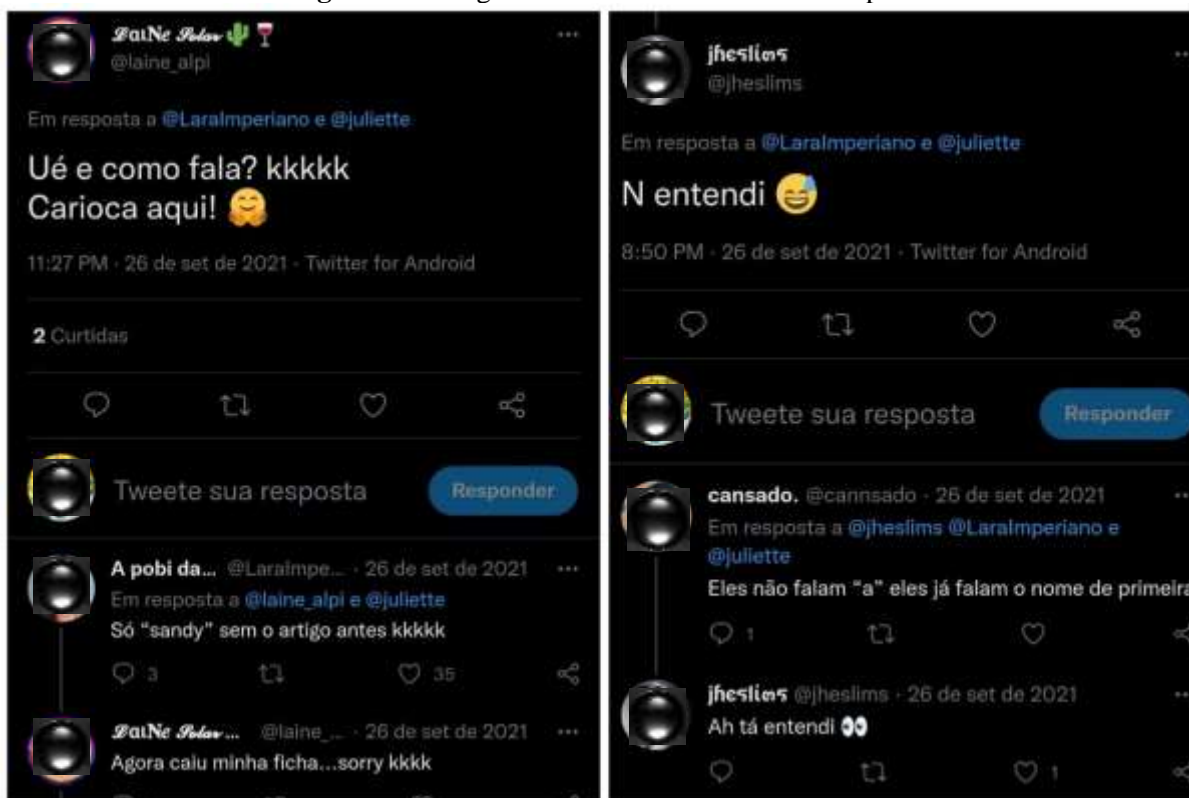 𝓛aıNe 𝓢olar 🌵🍷
@laine_alpi
Em resposta a @LaraImperiano e @juliette
Ué e como fala? kkkkk
Carioca aqui! 🤗
11:27 PM · 26 de set de 2021 · Twitter for Android
2 Curtidas
Tweete sua resposta
Responder
A pobi da... @LaraImpe... · 26 de set de 2021
Em resposta a @laine_alpi e @juliette
Só “sandy” sem o artigo antes kkkkk
3 35
𝓛aıNe 𝓢olar ... @laine_... · 26 de set de 2021
Agora caiu minha ficha...sorry kkkk
jheslims
@jheslims
Em resposta a @LaraImperiano e @juliette
N entendi 😅
8:50 PM · 26 de set de 2021 · Twitter for Android
Tweete sua resposta
Responder
cansado. @cannsado · 26 de set de 2021
Em resposta a @jheslims @LaraImperiano e
@juliette
Eles não falam “a” eles já falam o nome de primeira
1
jheslims @jheslims · 26 de set de 2021
Ah tá entendi 👀
1